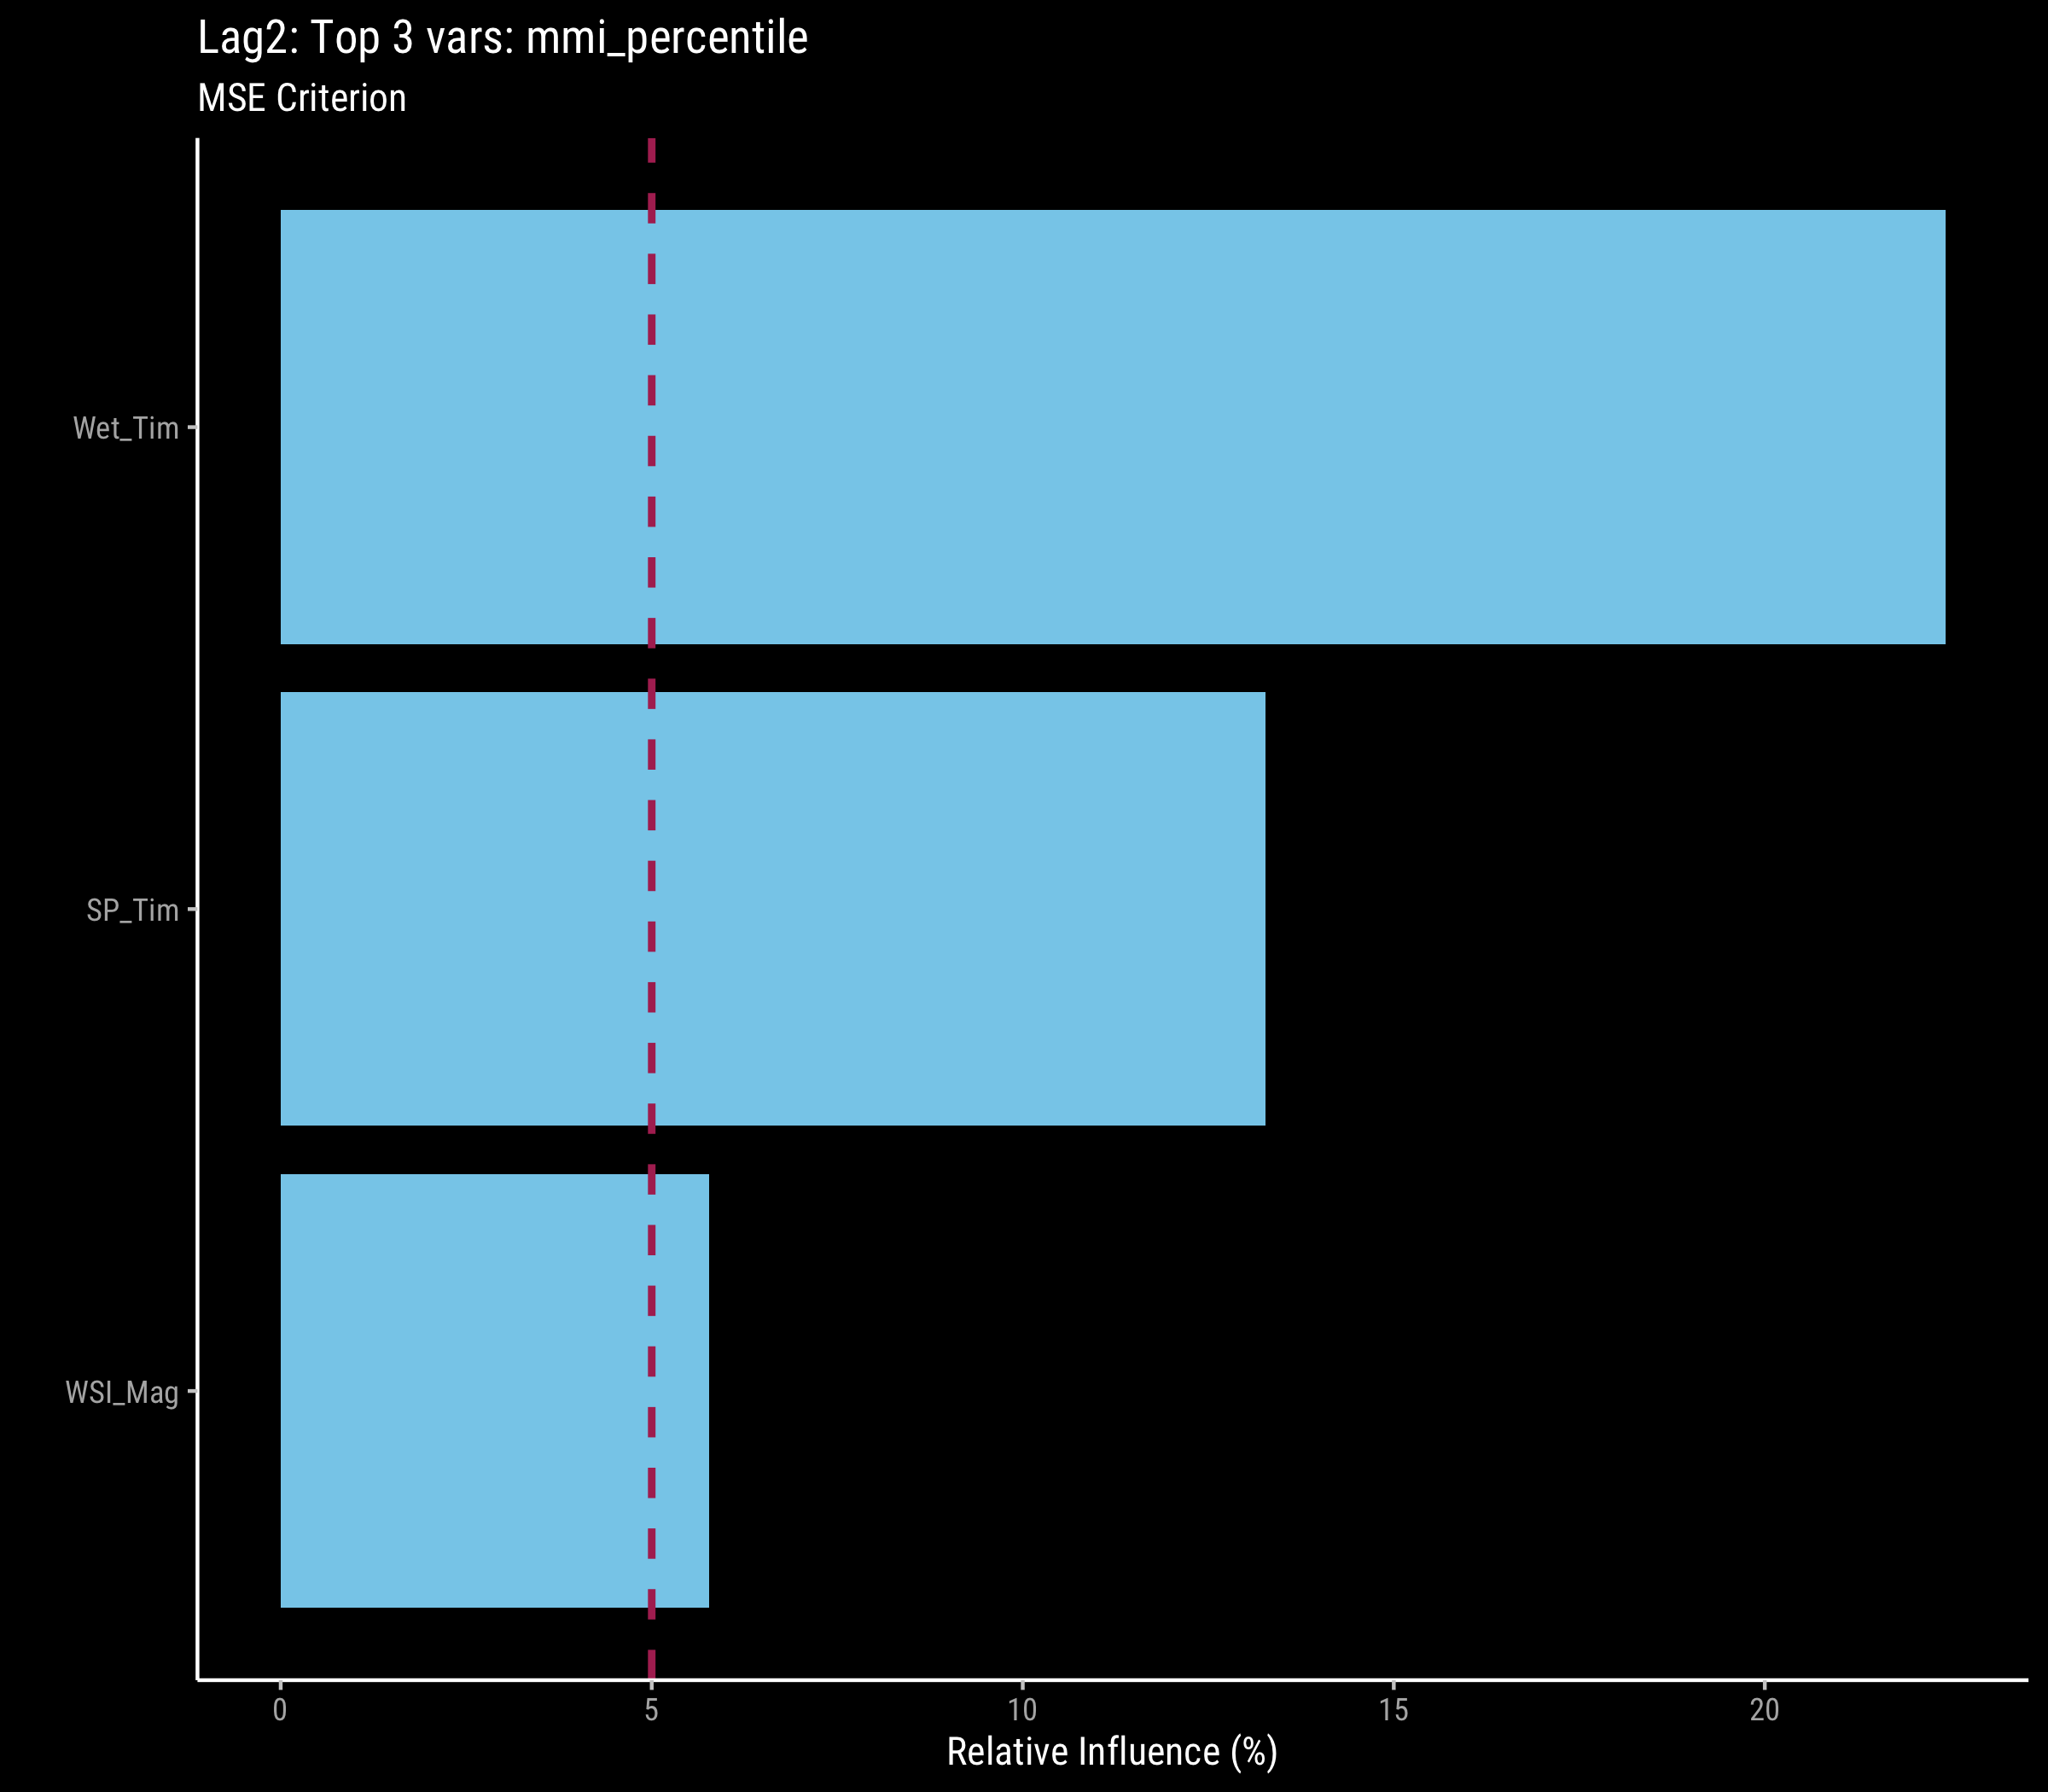 Lag2: Top 3 vars: mmi_percentile
MSE Criterion
Wet_Tim
SP_Tim
WSI_Mag
0 5 10 15 20
Relative Influence (%)